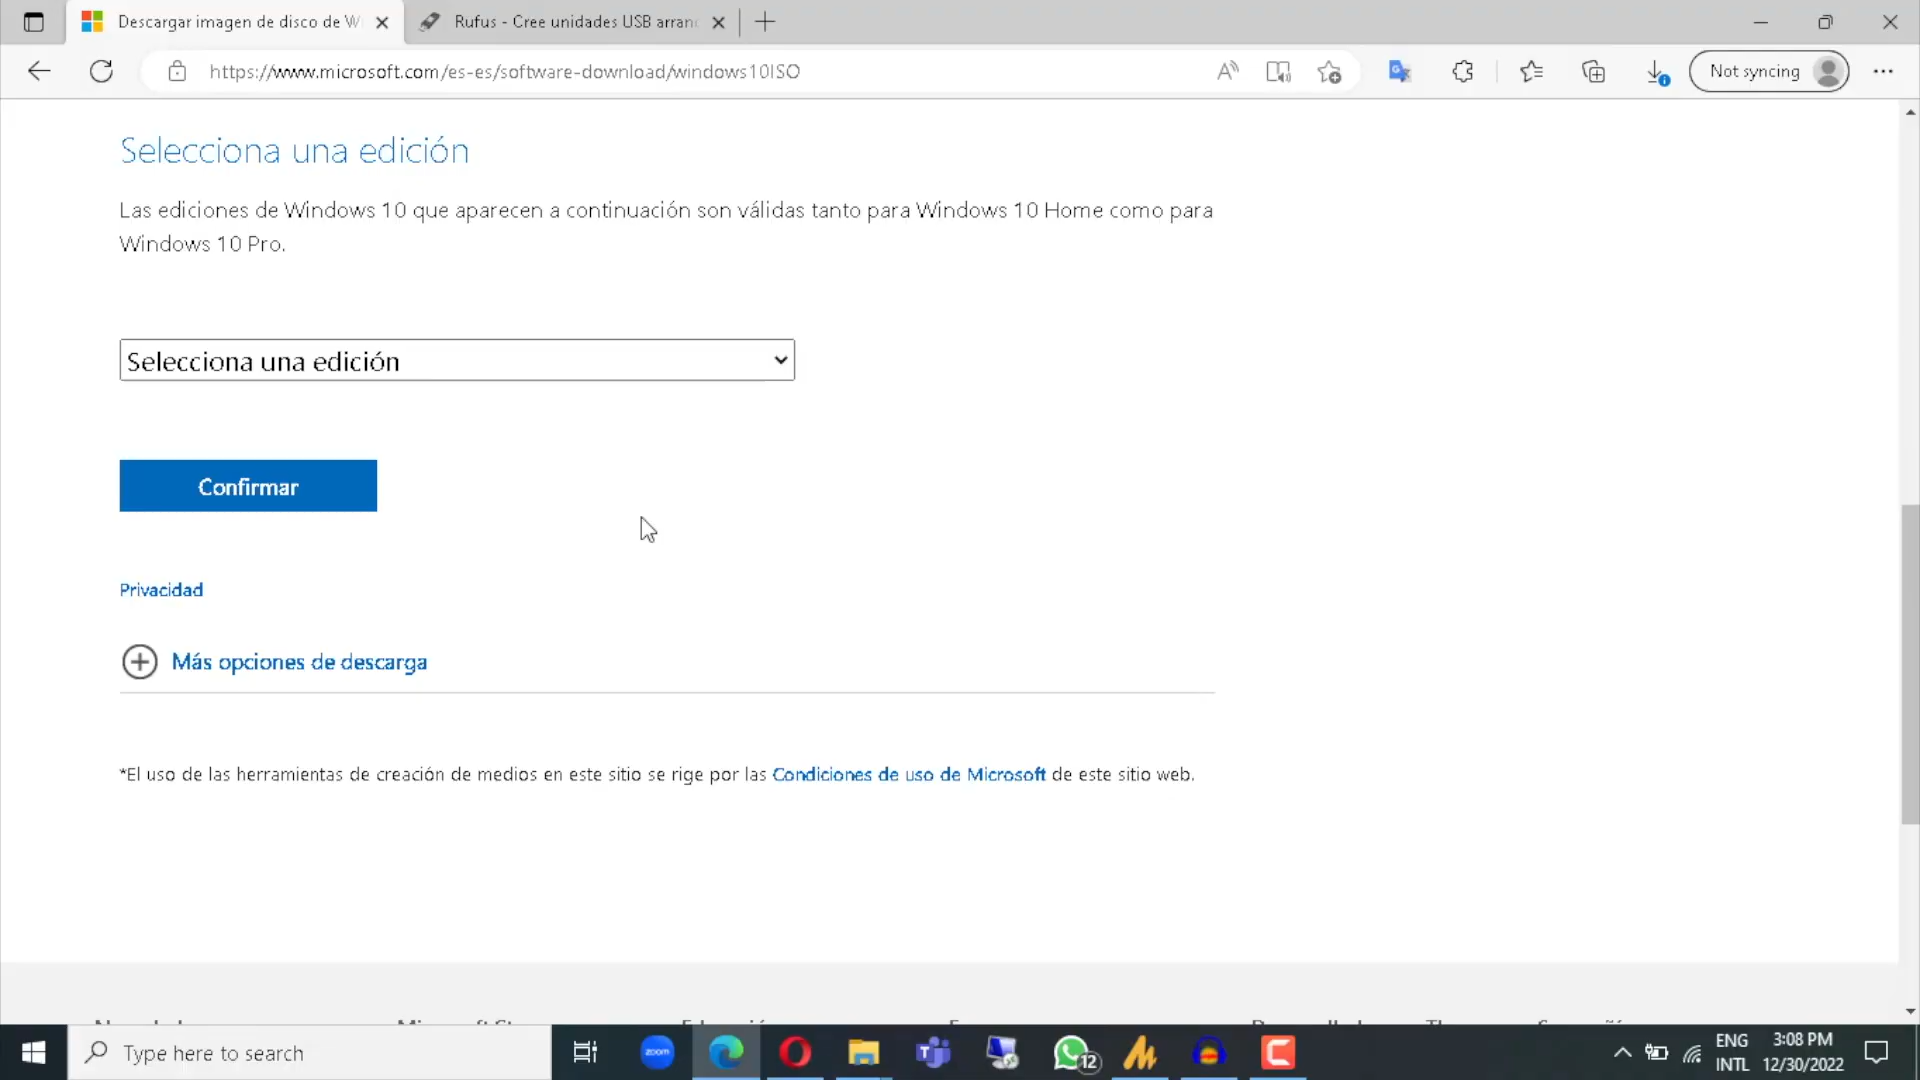 Descargar imagen de disco de W
Rufus - Cree unidades USB arran
https://www.microsoft.com/es-es/software-download/windows10ISO
Not syncing
Selecciona una edición
Las ediciones de Windows 10 que aparecen a continuación son válidas tanto para Windows 10 Home como para
Windows 10 Pro.
Selecciona una edición
Confirmar
Privacidad
Más opciones de descarga
*El uso de las herramientas de creación de medios en este sitio se rige por las Condiciones de uso de Microsoft de este sitio web.
Type here to search
zoom
12
ENG
INTL
3:08 PM
12/30/2022